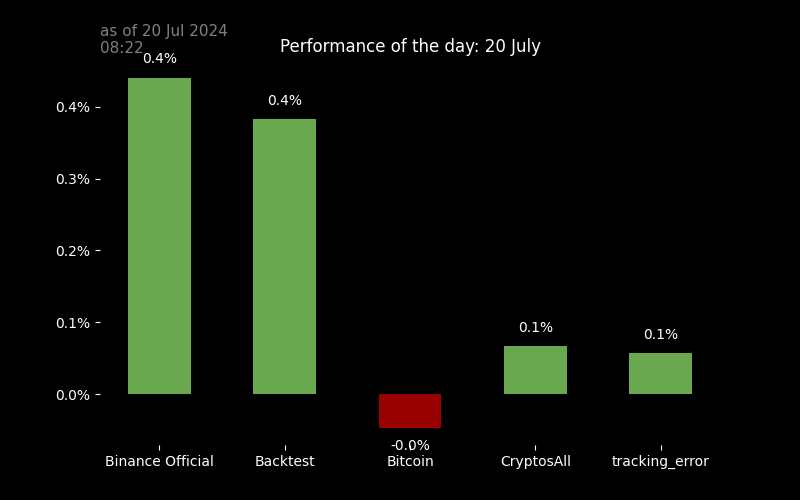 as of 20 Jul 2024
08:22
Performance of the day: 20 July
0.4%
0.4%
0.4%
0.3%
0.2%
0.1%
0.1%
0.1%
0.0%
-0.0%
Binance Official
Backtest
Bitcoin
CryptosAll
tracking_error